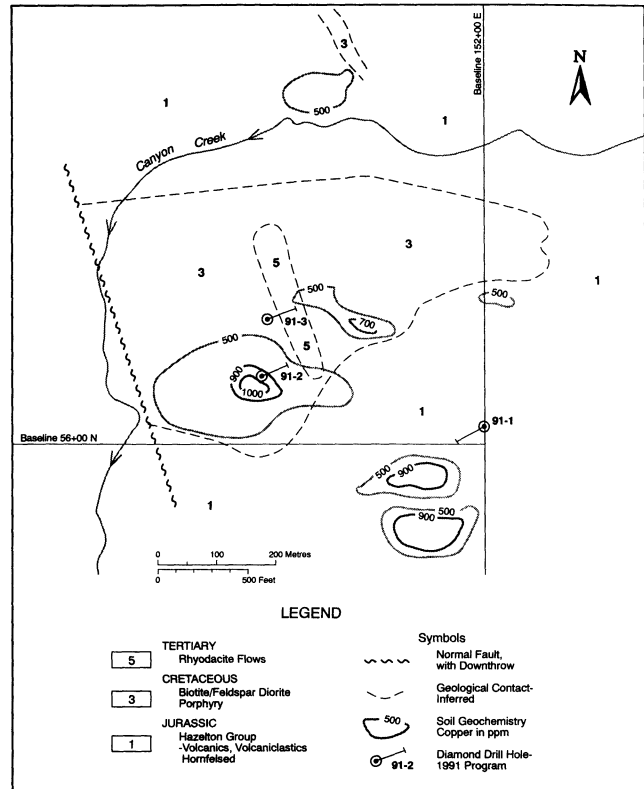 3
Baseline 152+00 E
N
500
1
1
Canyon Creek
3
3
5
500
1
500
91-3
700
500
5
900
91-2
1000
1
91-1
Baseline 56+00 N
500
900
500
900
1
0 100 200 Metres
0 500 Feet
LEGEND
TERTIARY
5 Rhyodacite Flows
CRETACEOUS
3 Biotite/Feldspar Diorite
Porphyry
JURASSIC
1 Hazelton Group
-Volcanics, Volcaniclastics
Hornfelsed
Symbols
Normal Fault,
with Downthrow
Geological Contact-
Inferred
500 Soil Geochemistry
Copper in ppm
91-2 Diamond Drill Hole-
1991 Program